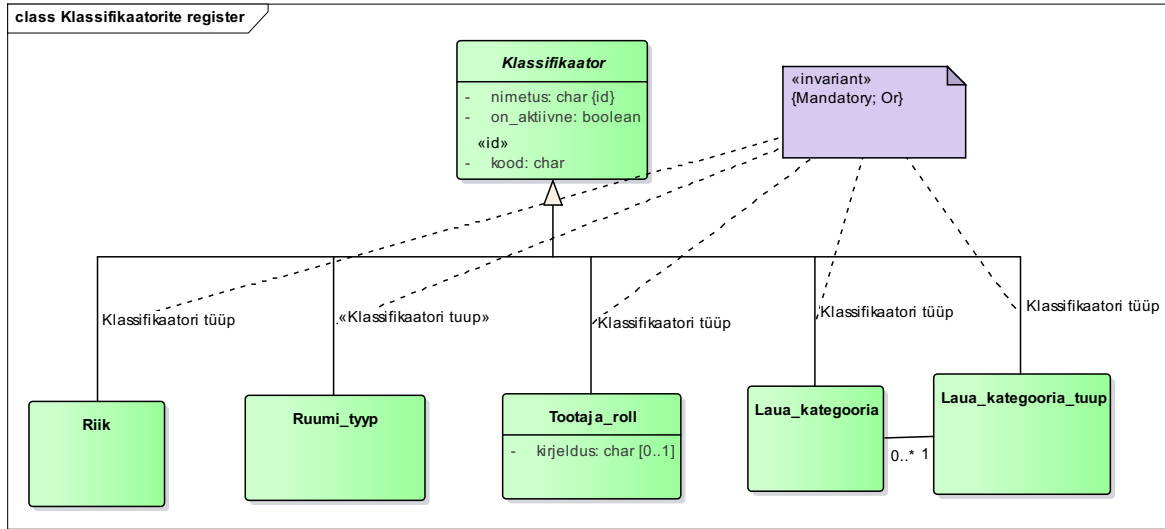 class Klassifikaatorite register
Klassifikaator
- nimetus: char {id}
- on_aktiivne: boolean
«id»
- kood: char
«invariant»
{Mandatory; Or}
Klassifikaatori tüüp
«Klassifikaatori tuup»
Klassifikaatori tüüp
Klassifikaatori tüüp
Klassifikaatori tüüp
Riik
Ruumi_tyyp
Tootaja_roll
- kirjeldus: char [0..1]
Laua_kategooria
Laua_kategooria_tuup
0..* 1